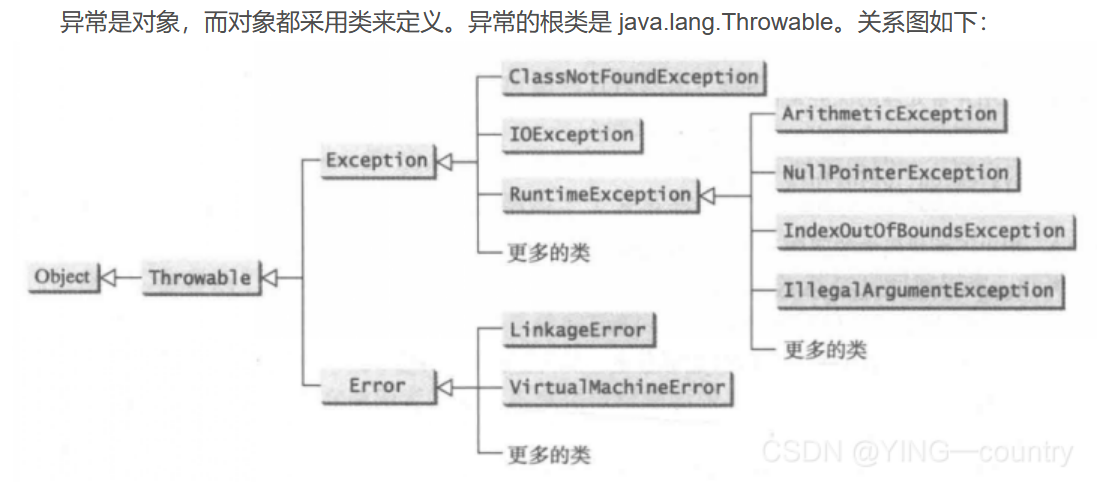 异常是对象，而对象都采用类来定义。异常的根类是 java.lang.Throwable。关系图如下：
ClassNotFoundException
ArithmeticException
IOException
Exception
NullPointerException
RuntimeException
IndexOutOfBoundsException
更多的类
Object
Throwable
IllegalArgumentException
LinkageError
更多的类
Error
VirtualMachineError
更多的类
CSDN @YING—country